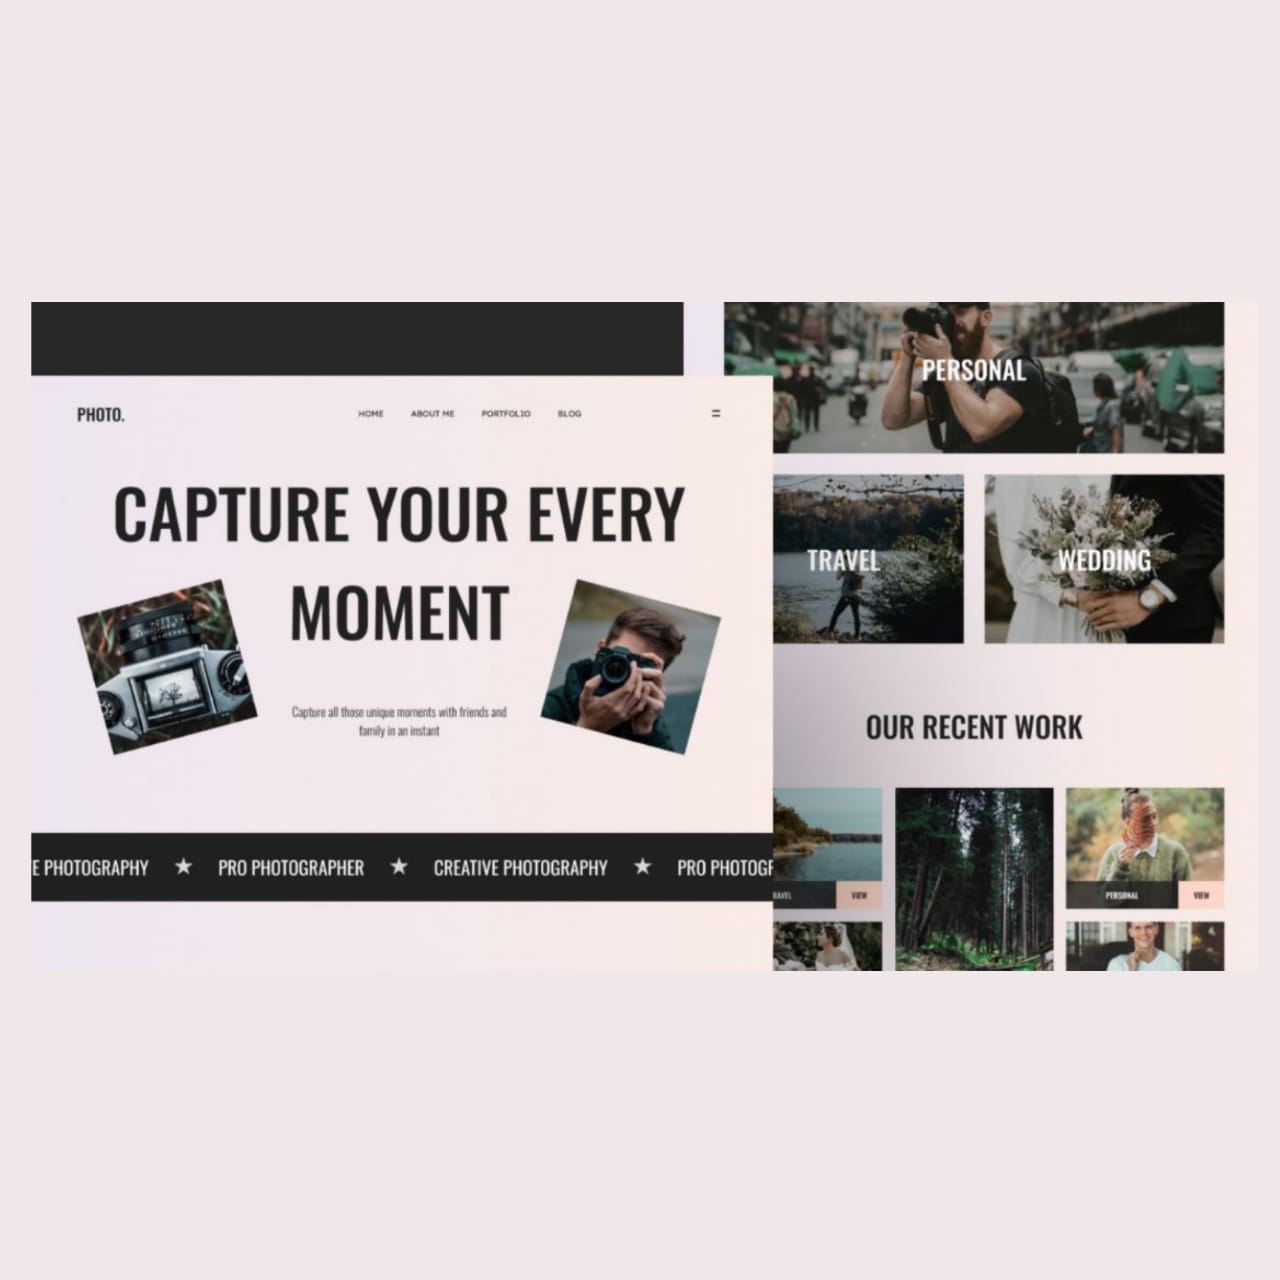 PHOTO.
HOME ABOUT ME PORTFOLIO BLOG
CAPTURE YOUR EVERY
MOMENT
Capture all those unique moments with friends and
family in an instant
E PHOTOGRAPHY ★ PRO PHOTOGRAPHER ★ CREATIVE PHOTOGRAPHY ★ PRO PHOTOGR
PERSONAL
TRAVEL
WEDDING
OUR RECENT WORK
RAVEL VIEW
PERSONAL VIEW